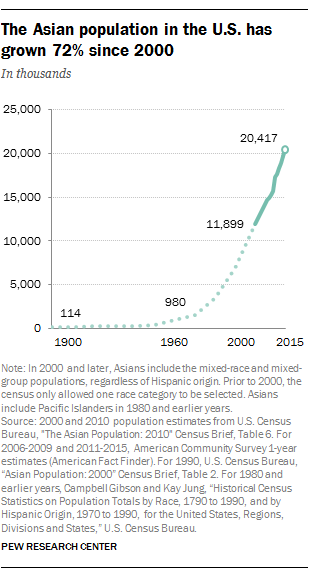 The Asian population in the U.S. has
grown 72% since 2000
In thousands
25,000
20,417
20,000
15,000
11,899
10,000
5,000
114
980
0
1900
1960
2000
2015
Note: In 2000 and later, Asians include the mixed-race and mixed-
group populations, regardless of Hispanic origin. Prior to 2000, the
census only allowed one race category to be selected. Asians
include Pacific Islanders in 1980 and earlier years.
Source: 2000 and 2010 population estimates from U.S. Census
Bureau, "The Asian Population: 2010" Census Brief, Table 6. For
2006-2009 and 2011-2015, American Community Survey 1-year
estimates (American Fact Finder). For 1990, U.S. Census Bureau,
“Asian Population: 2000” Census Brief, Table 2. For 1980 and
earlier years, Campbell Gibson and Kay Jung, “Historical Census
Statistics on Population Totals by Race, 1790 to 1990, and by
Hispanic Origin, 1970 to 1990, for the United States, Regions,
Divisions and States,” U.S. Census Bureau.
PEW RESEARCH CENTER